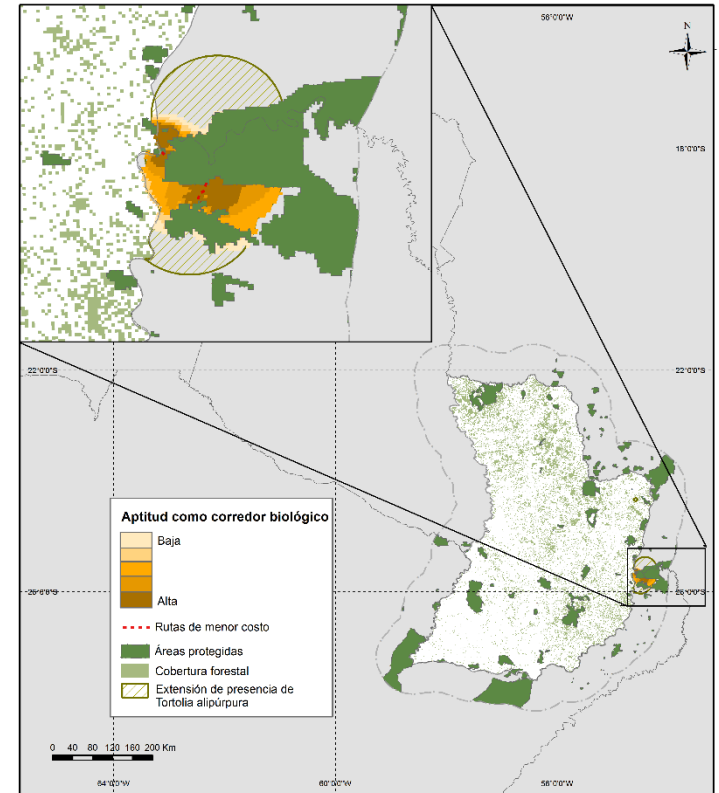 56°0'0"W
N
18°0'0"S
22°0'0"S
Aptitud como corredor biológico
Baja
Alta
Rutas de menor costo
Áreas protegidas
Cobertura forestal
Extensión de presencia de
Tortolia alipúrpura
26°0'0"S
26°0'0"S
0 40 80 120 160 200 Km
64°0'0"W
60°0'0"W
56°0'0"W